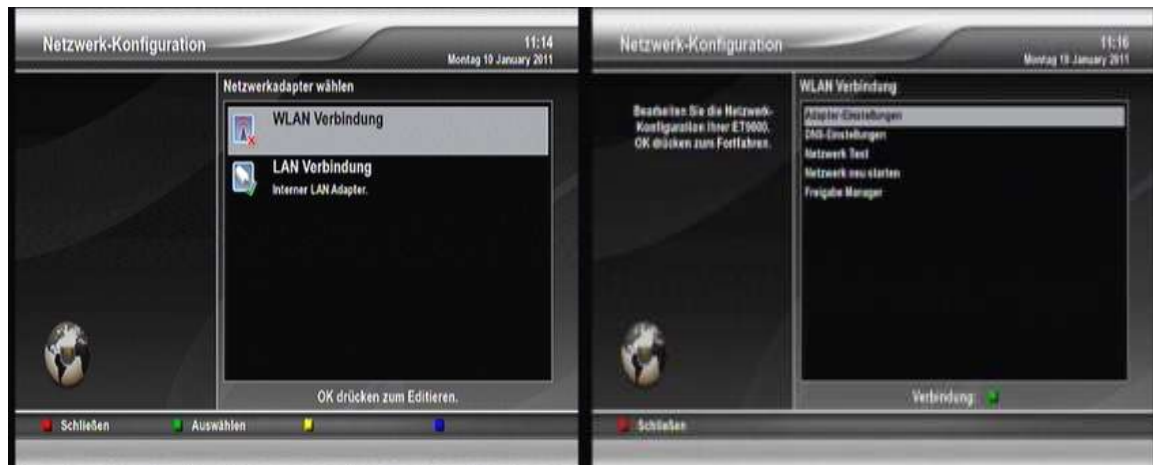 Netzwerk-Konfiguration
11:14
Montag 10 January 2011
Netzwerkadapter wählen
WLAN Verbindung
LAN Verbindung
Interner LAN Adapter.
OK drücken zum Editieren.
Schließen
Auswählen
Netzwerk-Konfiguration
11:16
Montag 10 January 2011
WLAN Verbindung
Bearbeiten Sie die Netzwerk-
Konfiguration Ihrer ET9000.
OK drücken zum Fortfahren.
Adapter-Einstellungen
DNS-Einstellungen
Netzwerk Test
Netzwerk neu starten
Freigabe Manager
Verbindung:
Schließen